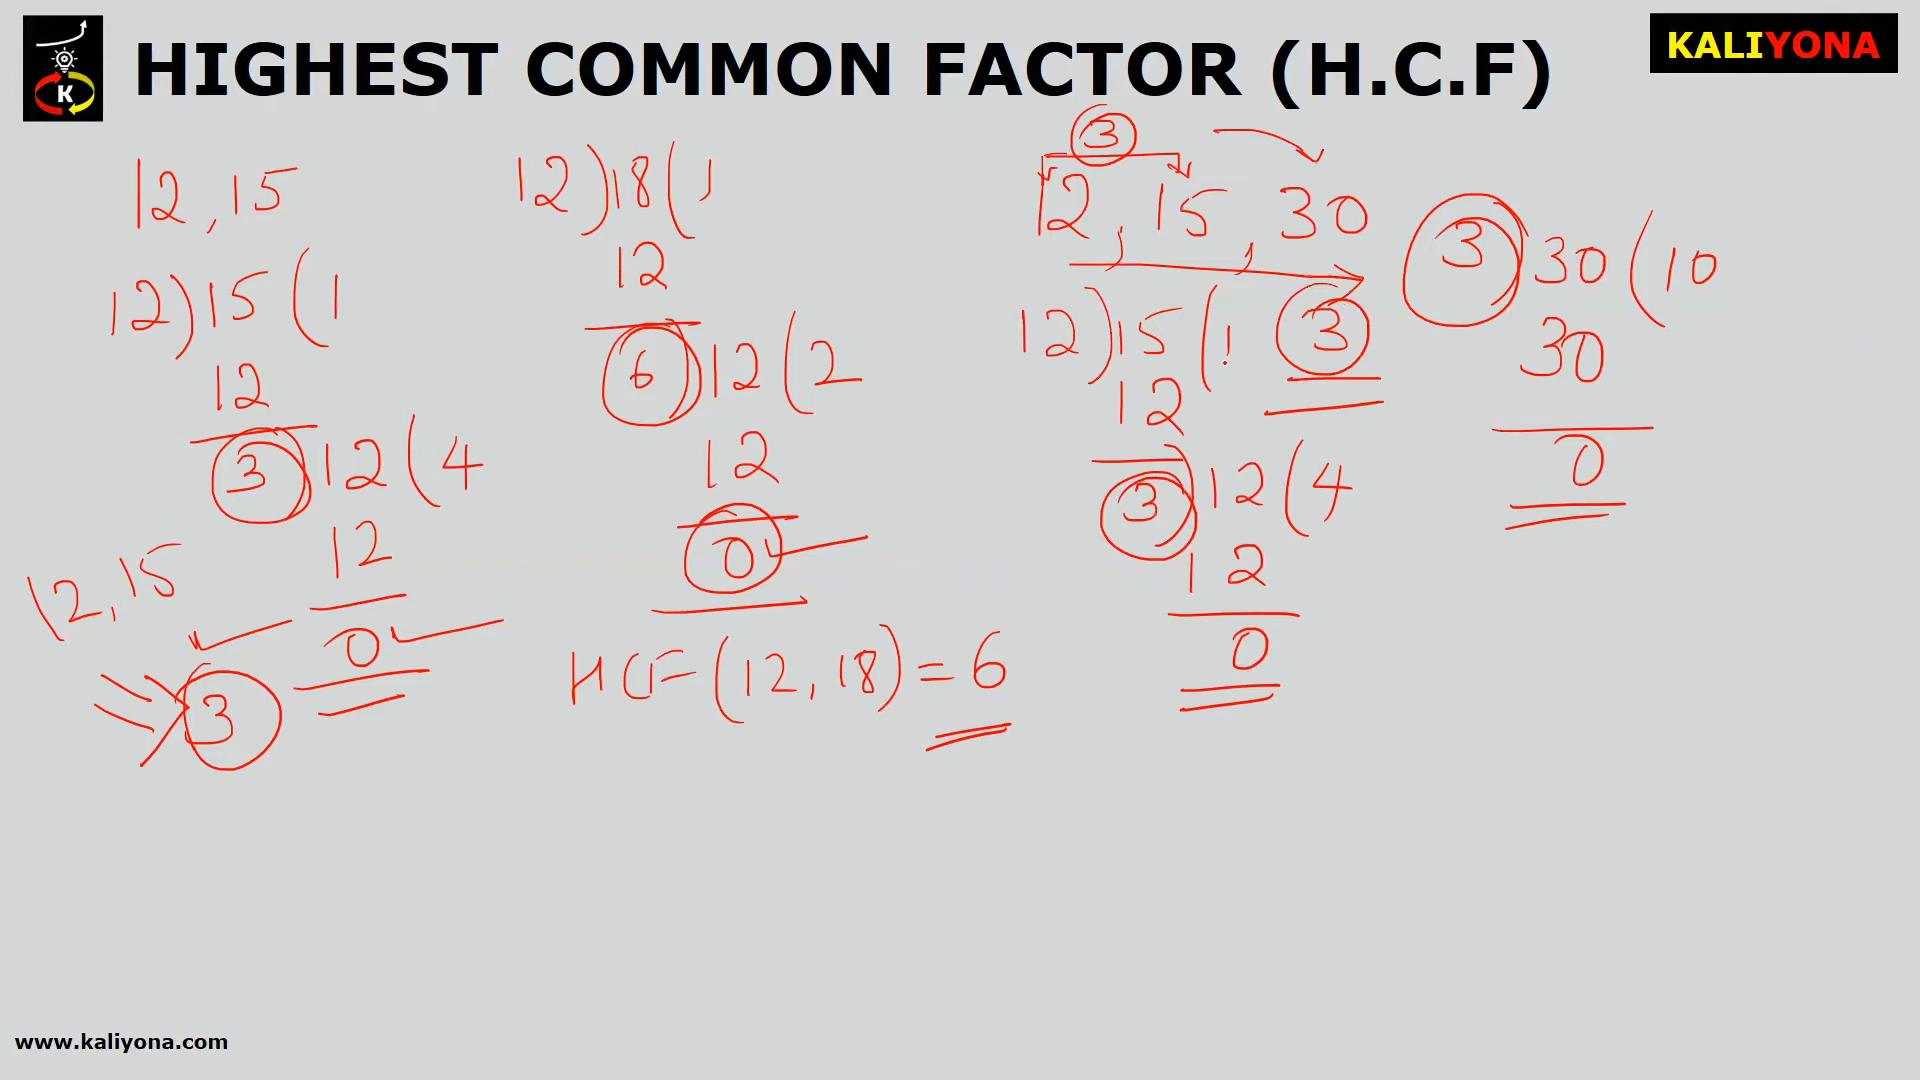 K
HIGHEST COMMON FACTOR (H.C.F)
KALIYONA
12, 15
12) 15 (1
12
3) 12 (4
12
0
12, 15
3
12) 18 (1
12
6) 12 (2
12
0
HCF (12, 18) = 6
3
12, 15, 30
3
12) 15 (1
12
3) 12 (4
12
0
3) 30 (10
30
0
www.kaliyona.com